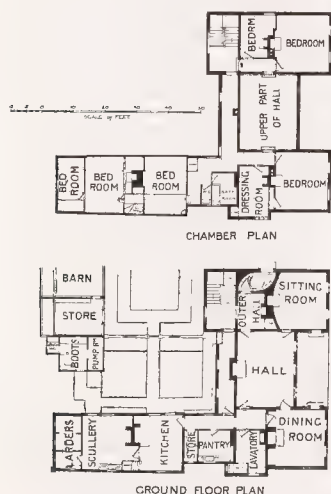 BEDRM.
BEDROOM
UPPER PART
OF HALL
SCALE of FEET
BED
ROOM
BED
ROOM
BED
ROOM
DRESSING
ROOM
BEDROOM
CHAMBER PLAN
BARN
STORE
BOOTS
PUMP RM
OUTER
HALL
SITTING
ROOM
HALL
LARDERS
SCULLERY
KITCHEN
STORE
PANTRY
LAVATORY
DINING
ROOM
GROUND FLOOR PLAN